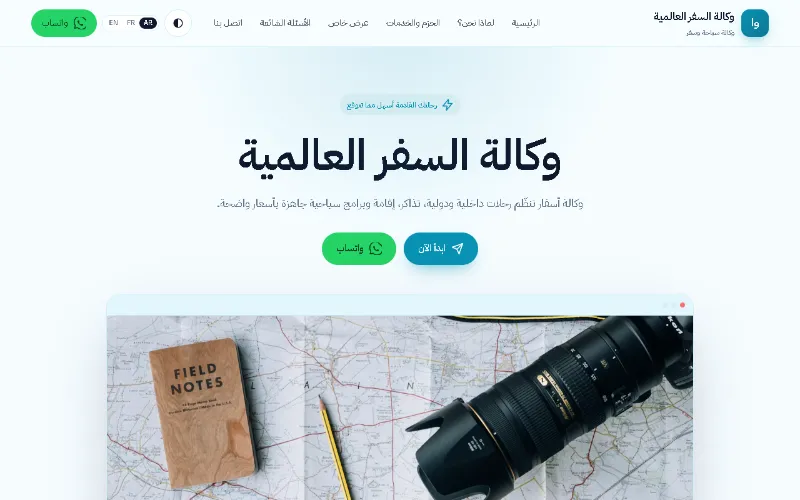 وا
وكالة السفر العالمية
وكالة سياحة وسفر
الرئيسية
لماذا نحن؟
الحزم والخدمات
عرض خاص
الأسئلة الشائعة
اتصل بنا
AR
FR
EN
واتساب
رحلتك القادمة أسهل مما تتوقع
وكالة السفر العالمية
وكالة أسفار تنظّم رحلات داخلية ودولية، تذاكر، إقامة وبرامج سياحية جاهزة بأسعار واضحة.
ابدأ الآن
واتساب
FIELD
NOTES
L A I N